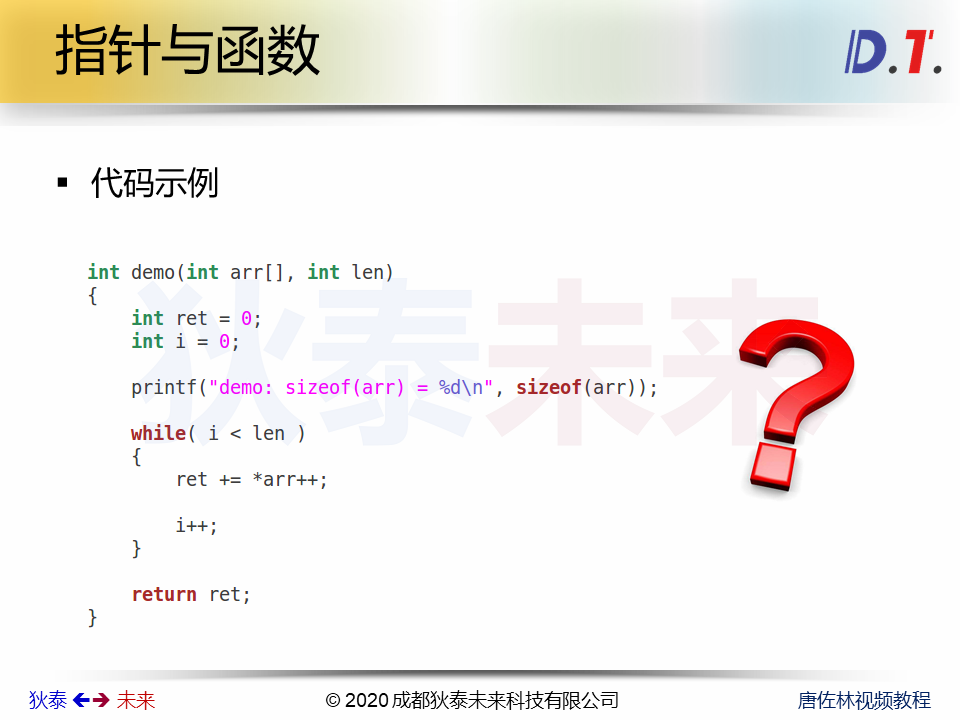 指针与函数
D.T.
▪ 代码示例
int demo(int arr[], int len)
{
    int ret = 0;
    int i = 0;

    printf("demo: sizeof(arr) = %d\n", sizeof(arr));

    while( i < len )
    {
        ret += *arr++;

        i++;
    }

    return ret;
}
狄泰未来
?
狄泰 ←→ 未来
© 2020 成都狄泰未来科技有限公司
唐佐林视频教程